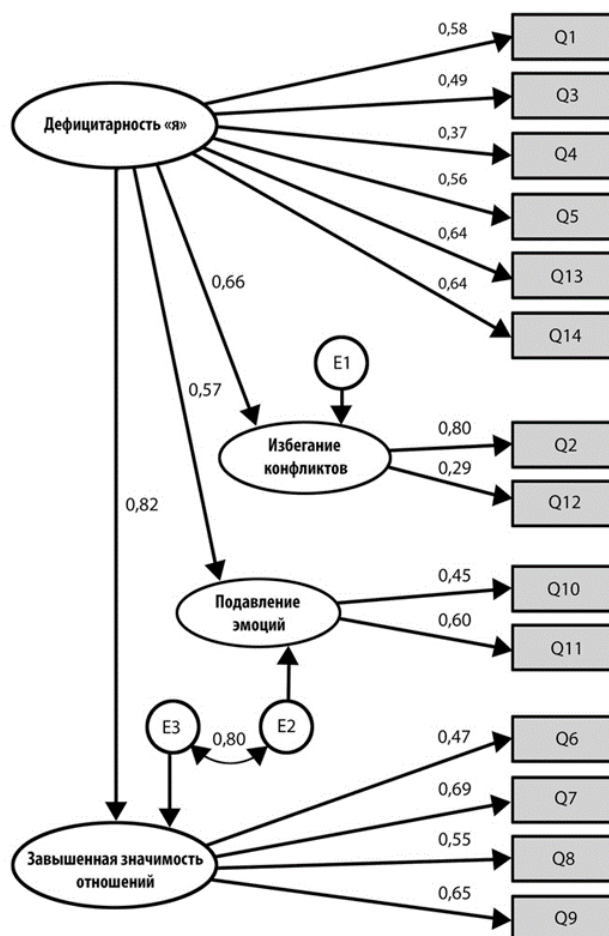 0,58
Q1
0,49
Q3
Дефицитарность «я»
0,37
Q4
0,56
Q5
0,64
Q13
0,64
Q14
0,66
E1
0,57
Избегание
конфликтов
0,80
Q2
0,29
Q12
0,82
Подавление
эмоций
0,45
Q10
0,60
Q11
E3
0,80
E2
0,47
Q6
0,69
Q7
Завышенная значимость
отношений
0,55
Q8
0,65
Q9